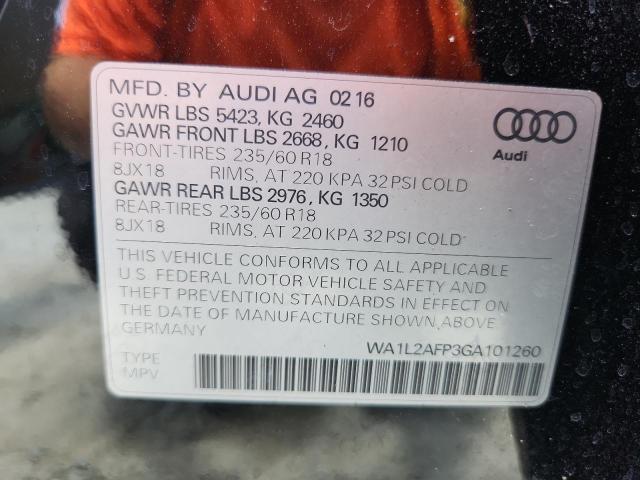 MFD. BY AUDI AG 02 16
GVWR LBS 5423, KG 2460
GAWR FRONT LBS 2668, KG 1210
FRONT-TIRES 235/60 R18
8JX18 RIMS, AT 220 KPA 32 PSI COLD
GAWR REAR LBS 2976, KG 1350
REAR-TIRES 235/60 R18
8JX18 RIMS, AT 220 KPA 32 PSI COLD
Audi
THIS VEHICLE CONFORMS TO ALL APPLICABLE
U.S. FEDERAL MOTOR VEHICLE SAFETY AND
THEFT PREVENTION STANDARDS IN EFFECT ON
THE DATE OF MANUFACTURE SHOWN ABOVE
GERMANY
WA1L2AFP3GA101260
TYPE
MPV